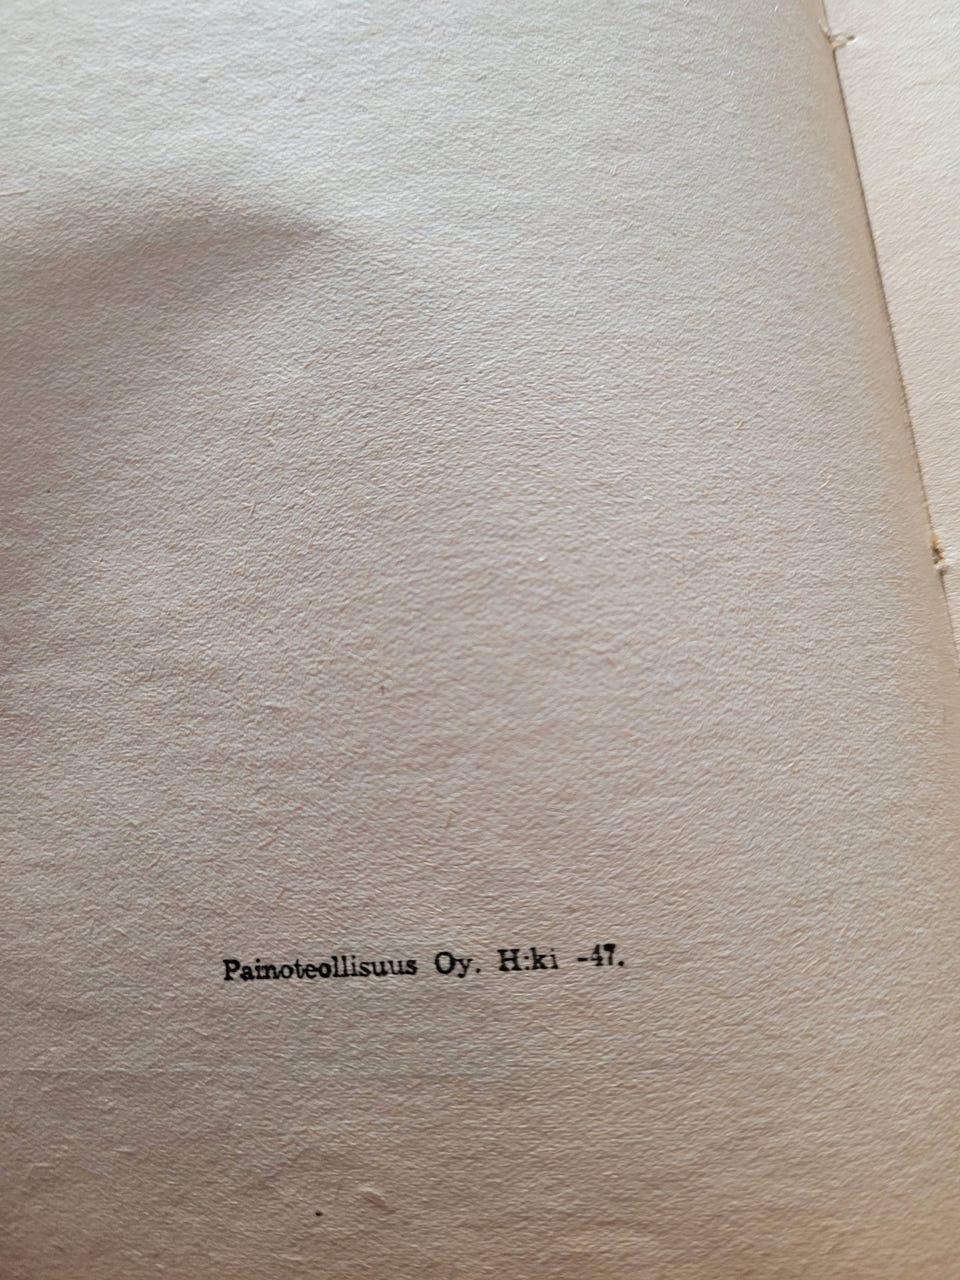 Painoteollisuus Oy. H:ki -47.